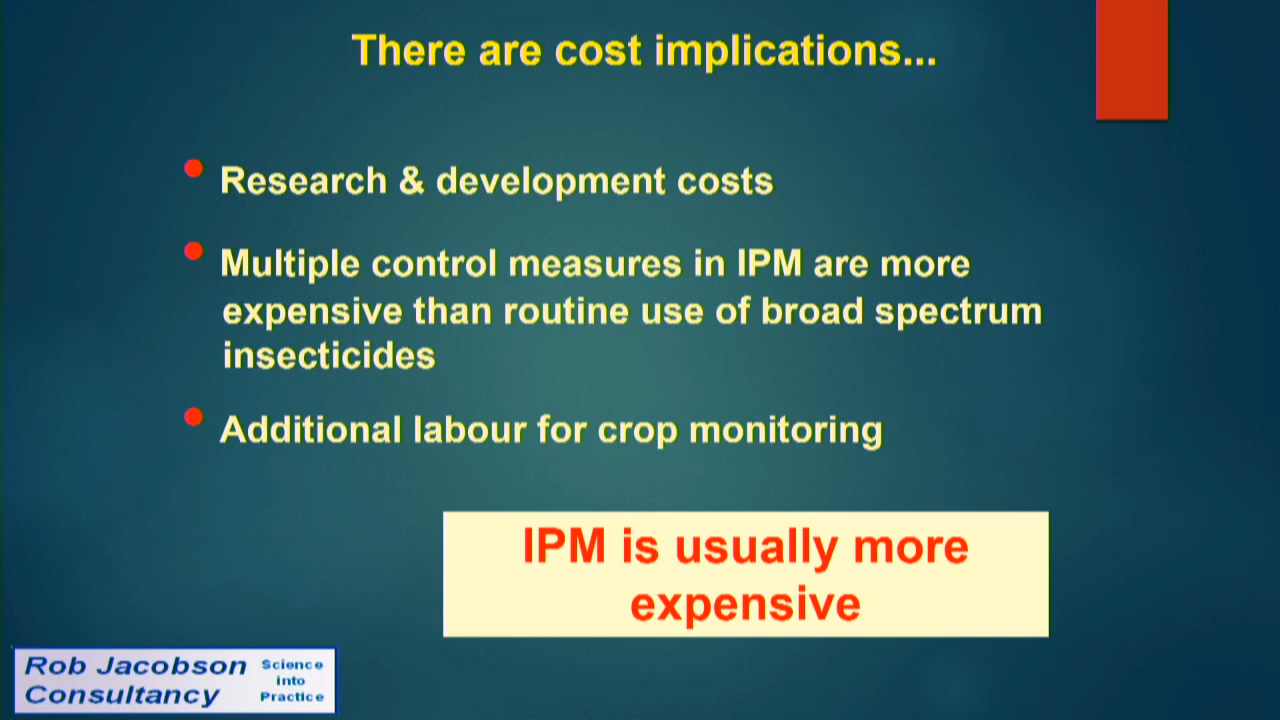 There are cost implications...
• Research & development costs
• Multiple control measures in IPM are more
expensive than routine use of broad spectrum
insecticides
• Additional labour for crop monitoring
IPM is usually more
expensive
Rob Jacobson
Consultancy
Science
into
Practice